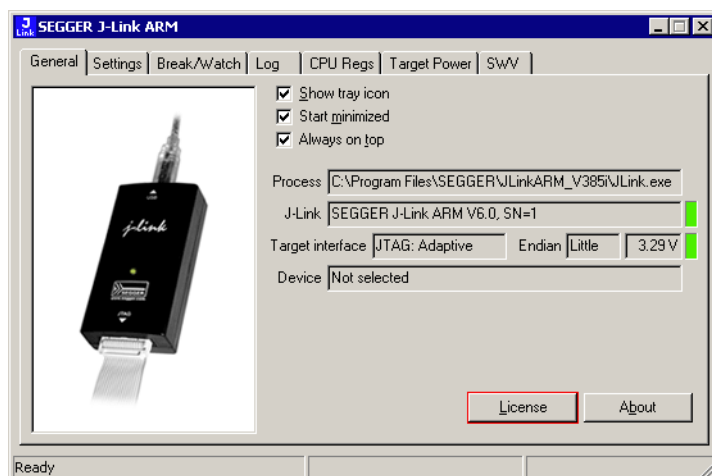 J Link SEGGER J-Link ARM
General Settings Break/Watch Log CPU Regs Target Power SWV
Show tray icon
Start minimized
Always on top
Process C:\Program Files\SEGGER\JLinkARM_V385i\JLink.exe
J-Link SEGGER J-Link ARM V6.0, SN=1
Target interface JTAG: Adaptive Endian Little 3.29 V
Device Not selected
j-link
SEGGER
JTAG
License About
Ready